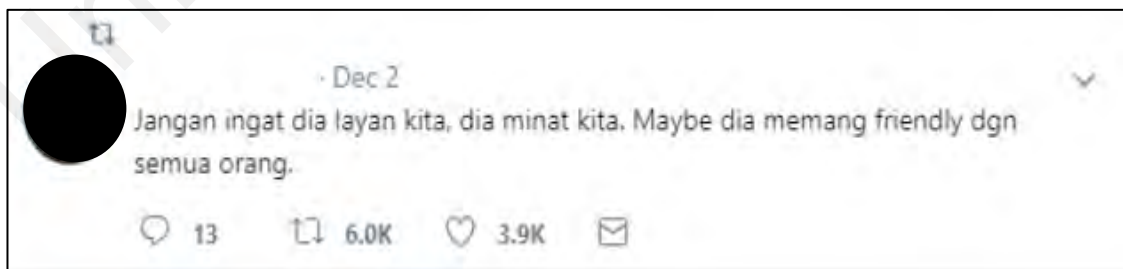 · Dec 2
Jangan ingat dia layan kita, dia minat kita. Maybe dia memang friendly dgn
semua orang.
13 6.0K 3.9K